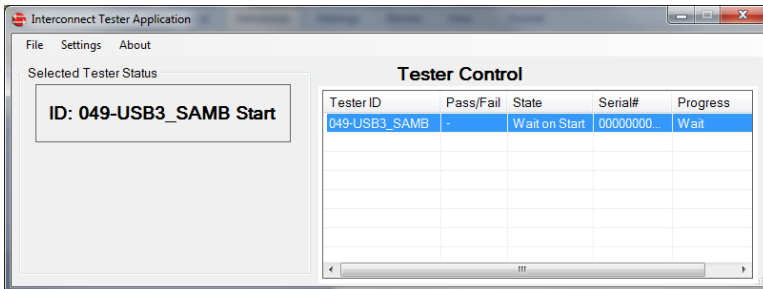 Interconnect Tester Application
File Settings About
Selected Tester Status
ID: 049-USB3_SAMB Start
Tester Control
Tester ID Pass/Fail State Serial# Progress
049-USB3_SAMB - Wait on Start 00000000... Wait